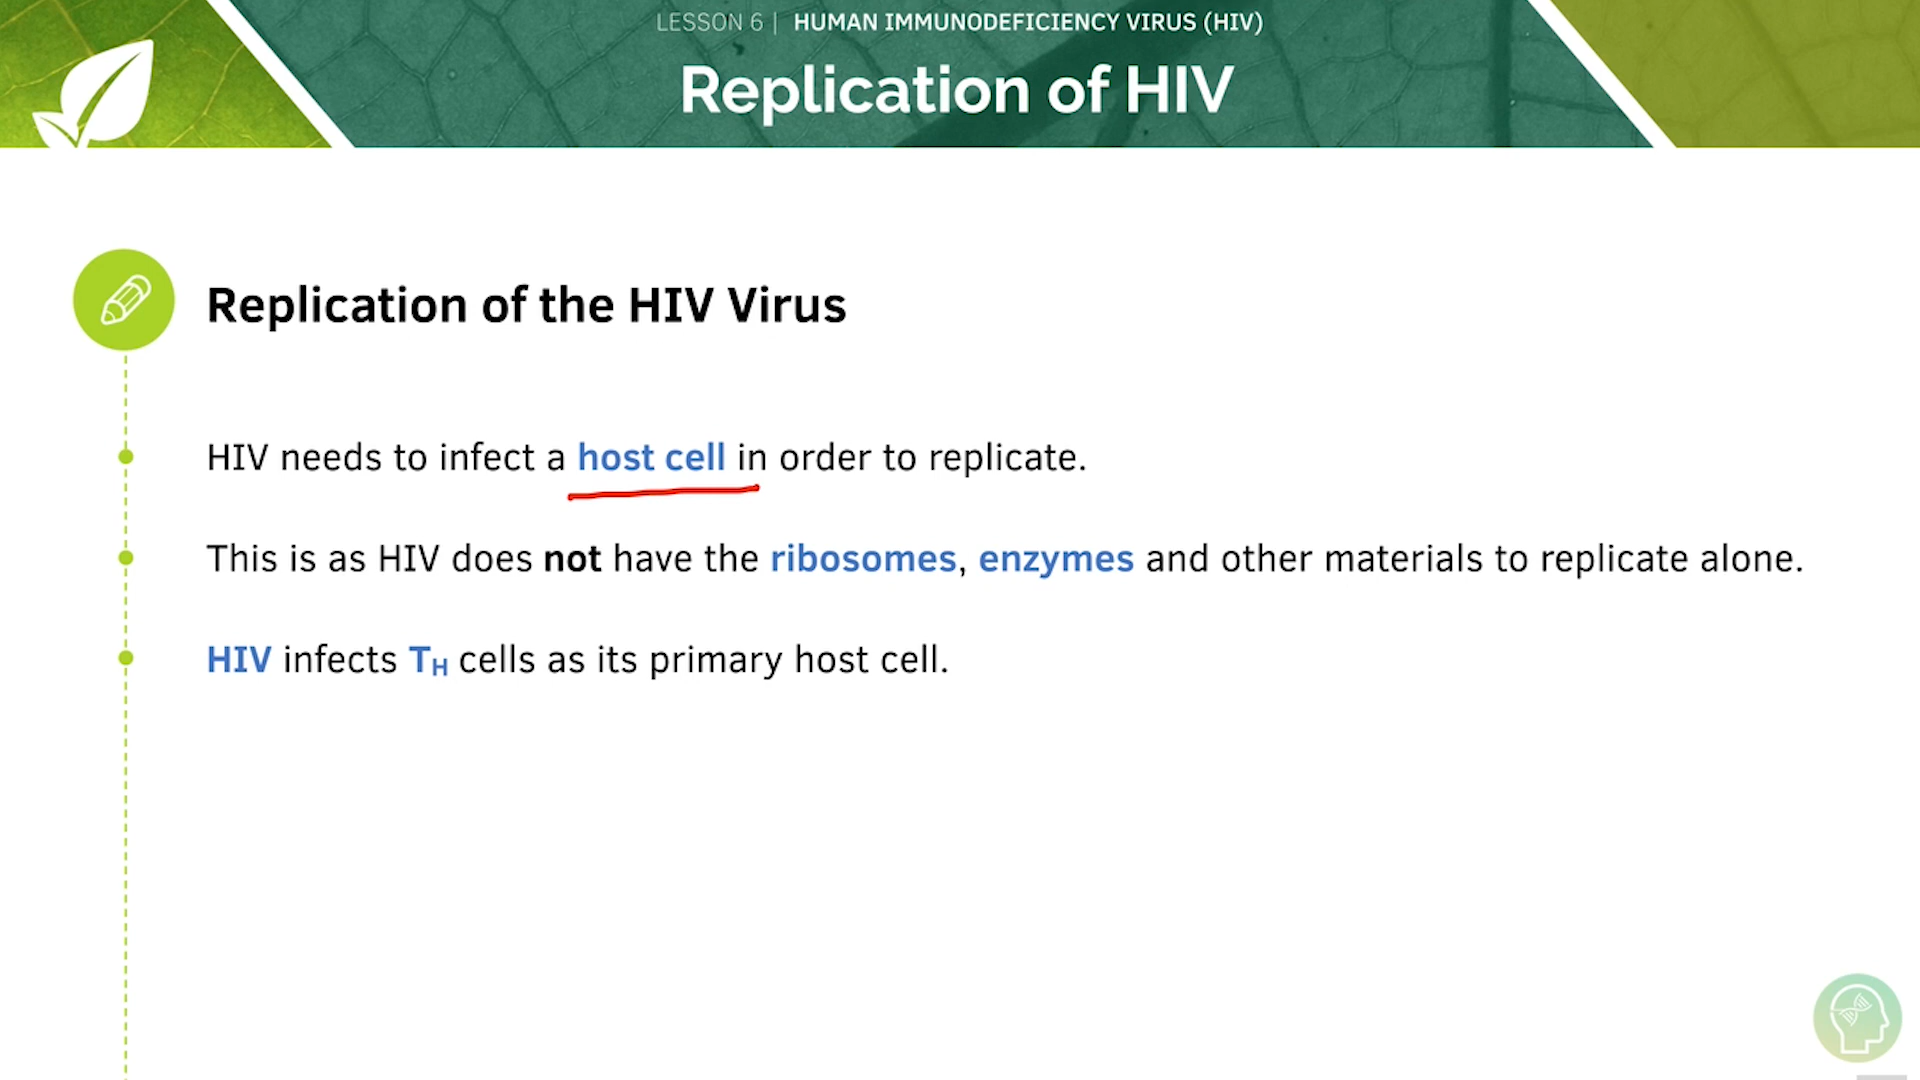 LESSON 6 | HUMAN IMMUNODEFICIENCY VIRUS (HIV)
Replication of HIV
Replication of the HIV Virus
HIV needs to infect a host cell in order to replicate.
This is as HIV does not have the ribosomes, enzymes and other materials to replicate alone.
HIV infects TH cells as its primary host cell.